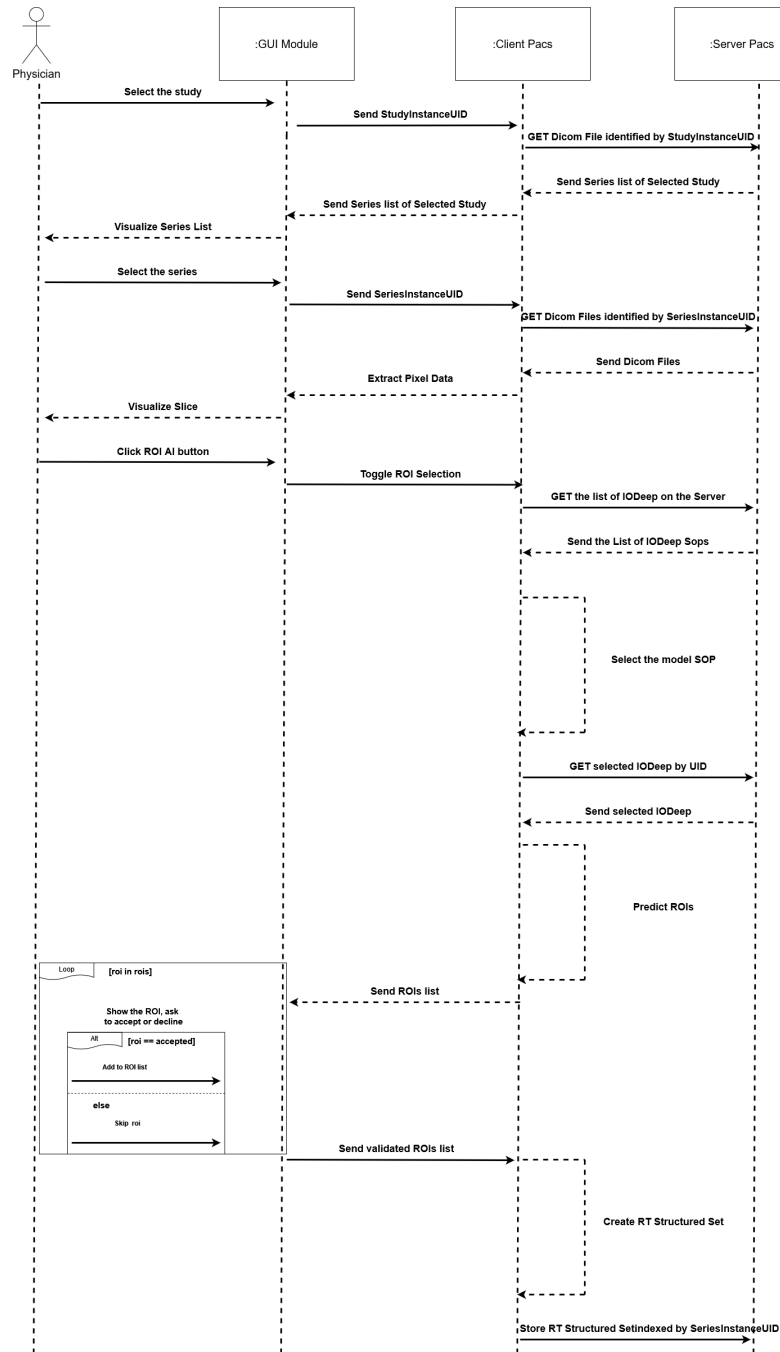 :GUI Module
:Client Pacs
:Server Pacs
Physician
Select the study
Send StudyInstanceUID
GET Dicom File identified by StudyInstanceUID
Send Series list of Selected Study
Send Series list of Selected Study
Visualize Series List
Select the series
Send SeriesInstanceUID
GET Dicom Files identified by SeriesInstanceUID
Send Dicom Files
Extract Pixel Data
Visualize Slice
Click ROI AI button
Toggle ROI Selection
GET the list of IODeep on the Server
Send the List of IODeep Sops
Select the model SOP
GET selected IODeep by UID
Send selected IODeep
Predict ROIs
Loop
[roi in rois]
Send ROIs list
Show the ROI, ask
to accept or decline
Alt
[roi == accepted]
Add to ROI list
else
Skip roi
Send validated ROIs list
Create RT Structured Set
Store RT Structured Setindexed by SeriesInstanceUID